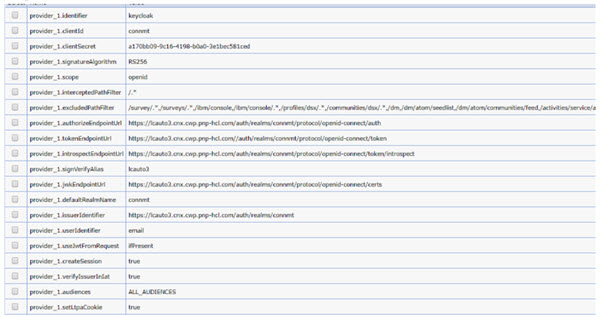 provider_1.identifier keycloak
provider_1.clientId connmt
provider_1.clientSecret a170bb09-9c16-4198-b0a0-3e1bec581ced
provider_1.signatureAlgorithm RS256
provider_1.scope openid
provider_1.interceptedPathFilter /.*
provider_1.excludedPathFilter /survey/.*,/surveys/.*,/ibm/console,/ibm/console/.*,/profiles/dsx/.*,/communities/dsx/.*,/dm,/dm/atom/seedlist,/dm/atom/communities/feed,/activities/service/a
provider_1.authorizeEndpointUrl https://lcauto3.cnx.cwp.pnp-hcl.com/auth/realms/connmt/protocol/openid-connect/auth
provider_1.tokenEndpointUrl https://lcauto3.cnx.cwp.pnp-hcl.com//auth/realms/connmt/protocol/openid-connect/token
provider_1.introspectEndpointUrl https://lcauto3.cnx.cwp.pnp-hcl.com/auth/realms/connmt/protocol/openid-connect/token/introspect
provider_1.signVerifyAlias lcauto3
provider_1.jwkEndpointUrl https://lcauto3.cnx.cwp.pnp-hcl.com/auth/realms/connmt/protocol/openid-connect/certs
provider_1.defaultRealmName connmt
provider_1.issuerIdentifier https://lcauto3.cnx.cwp.pnp-hcl.com/auth/realms/connmt
provider_1.userIdentifier email
provider_1.useJwtFromRequest ifPresent
provider_1.createSession true
provider_1.verifyIssuerInIat true
provider_1.audiences ALL_AUDIENCES
provider_1.setLtpaCookie true